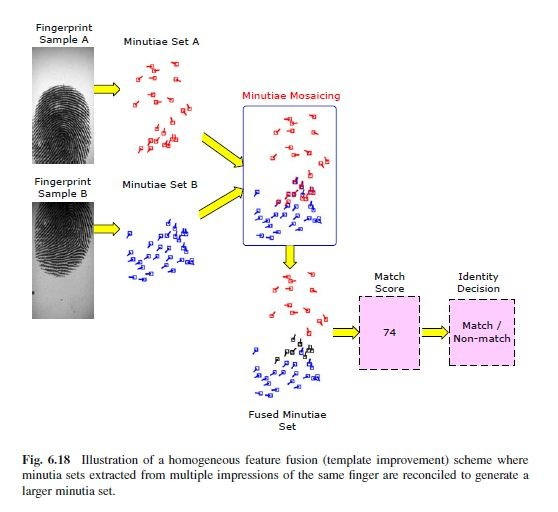 Fingerprint
Sample A
Minutiae Set A
Minutiae Mosaicing
Fingerprint
Sample B
Minutiae Set B
Match
Score
Identity
Decision
74
Match /
Non-match
Fused Minutiae
Set
Fig. 6.18 Illustration of a homogeneous feature fusion (template improvement) scheme where
minutia sets extracted from multiple impressions of the same finger are reconciled to generate a
larger minutia set.